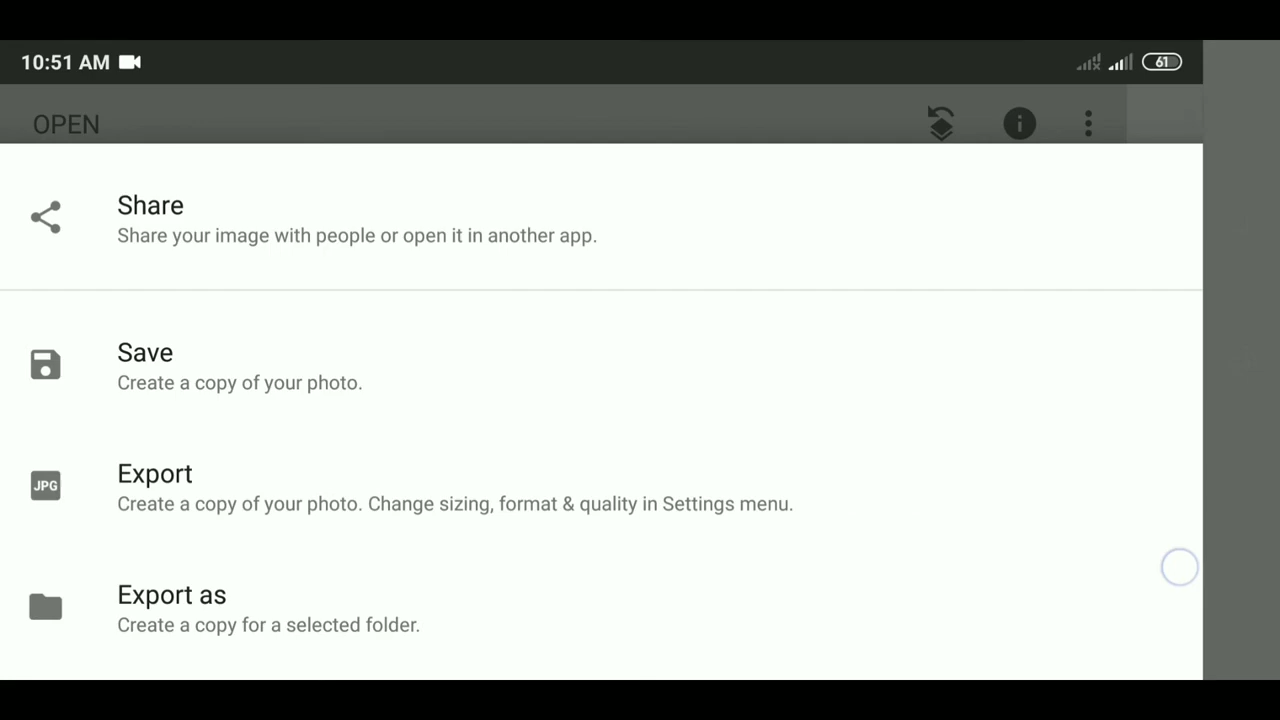 10:51 AM
61
OPEN
Share
Share your image with people or open it in another app.
Save
Create a copy of your photo.
JPG
Export
Create a copy of your photo. Change sizing, format & quality in Settings menu.
Export as
Create a copy for a selected folder.